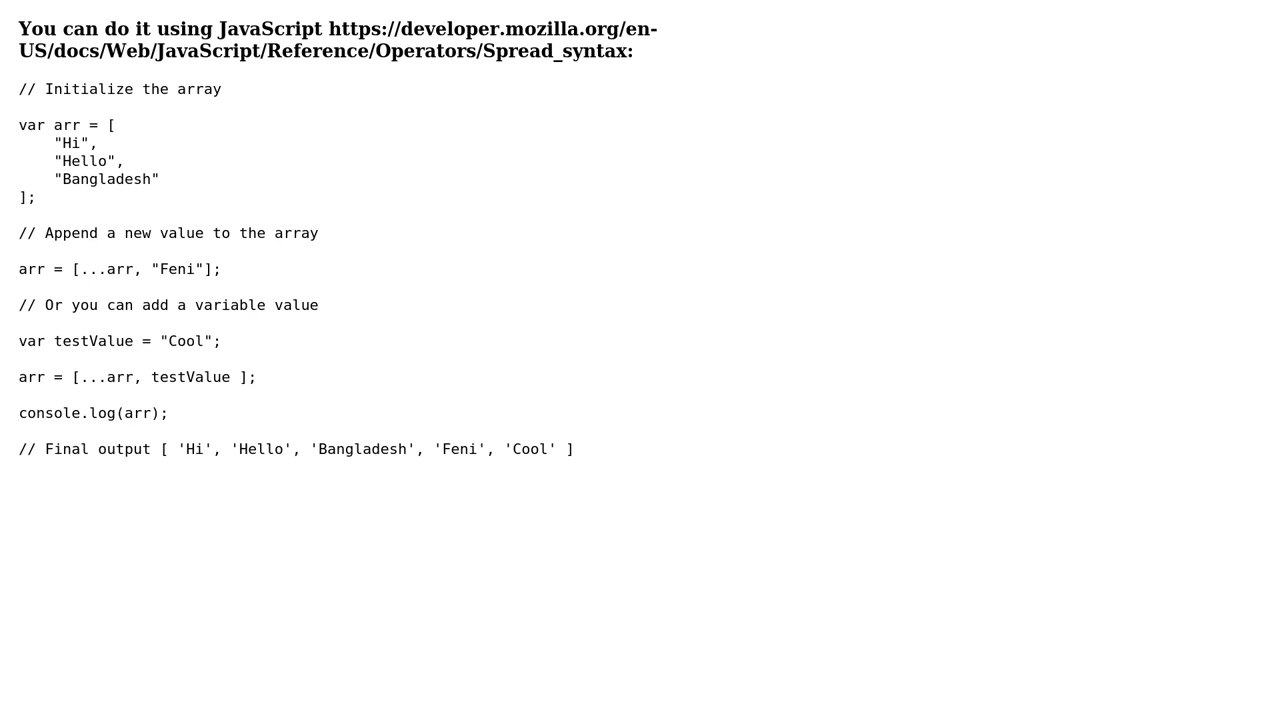 You can do it using JavaScript https://developer.mozilla.org/en-
US/docs/Web/JavaScript/Reference/Operators/Spread_syntax:
// Initialize the array
var arr = [
    "Hi",
    "Hello",
    "Bangladesh"
];
// Append a new value to the array
arr = [...arr, "Feni"];
// Or you can add a variable value
var testValue = "Cool";
arr = [...arr, testValue ];
console.log(arr);
// Final output [ 'Hi', 'Hello', 'Bangladesh', 'Feni', 'Cool' ]